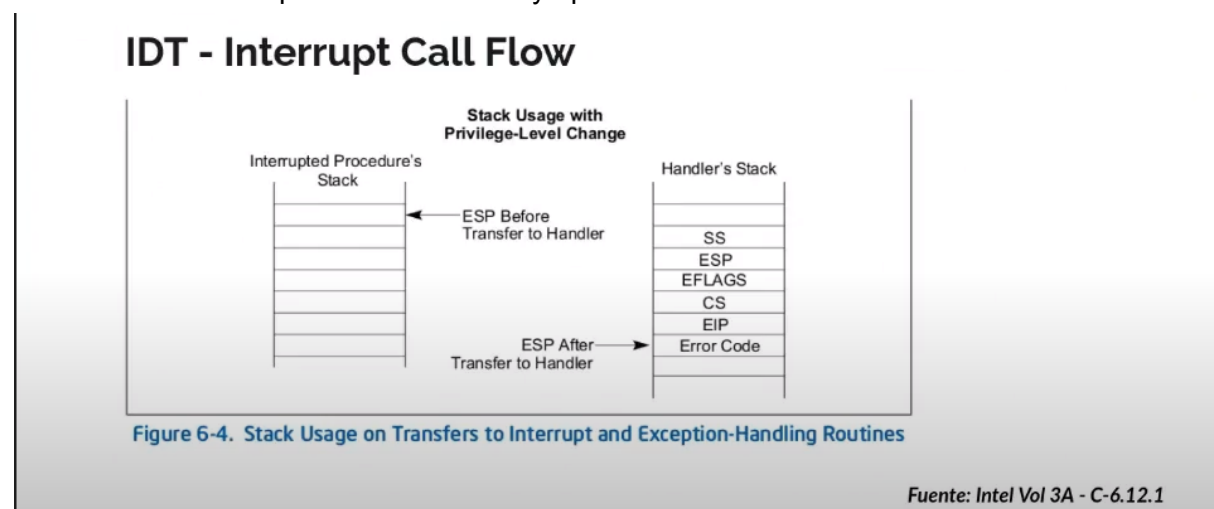 IDT - Interrupt Call Flow
Stack Usage with
Privilege-Level Change
Interrupted Procedure's
Stack
Handler's Stack
ESP Before
Transfer to Handler
SS
ESP
EFLAGS
CS
EIP
ESP After
Transfer to Handler
Error Code
Figure 6-4. Stack Usage on Transfers to Interrupt and Exception-Handling Routines
Fuente: Intel Vol 3A - C-6.12.1